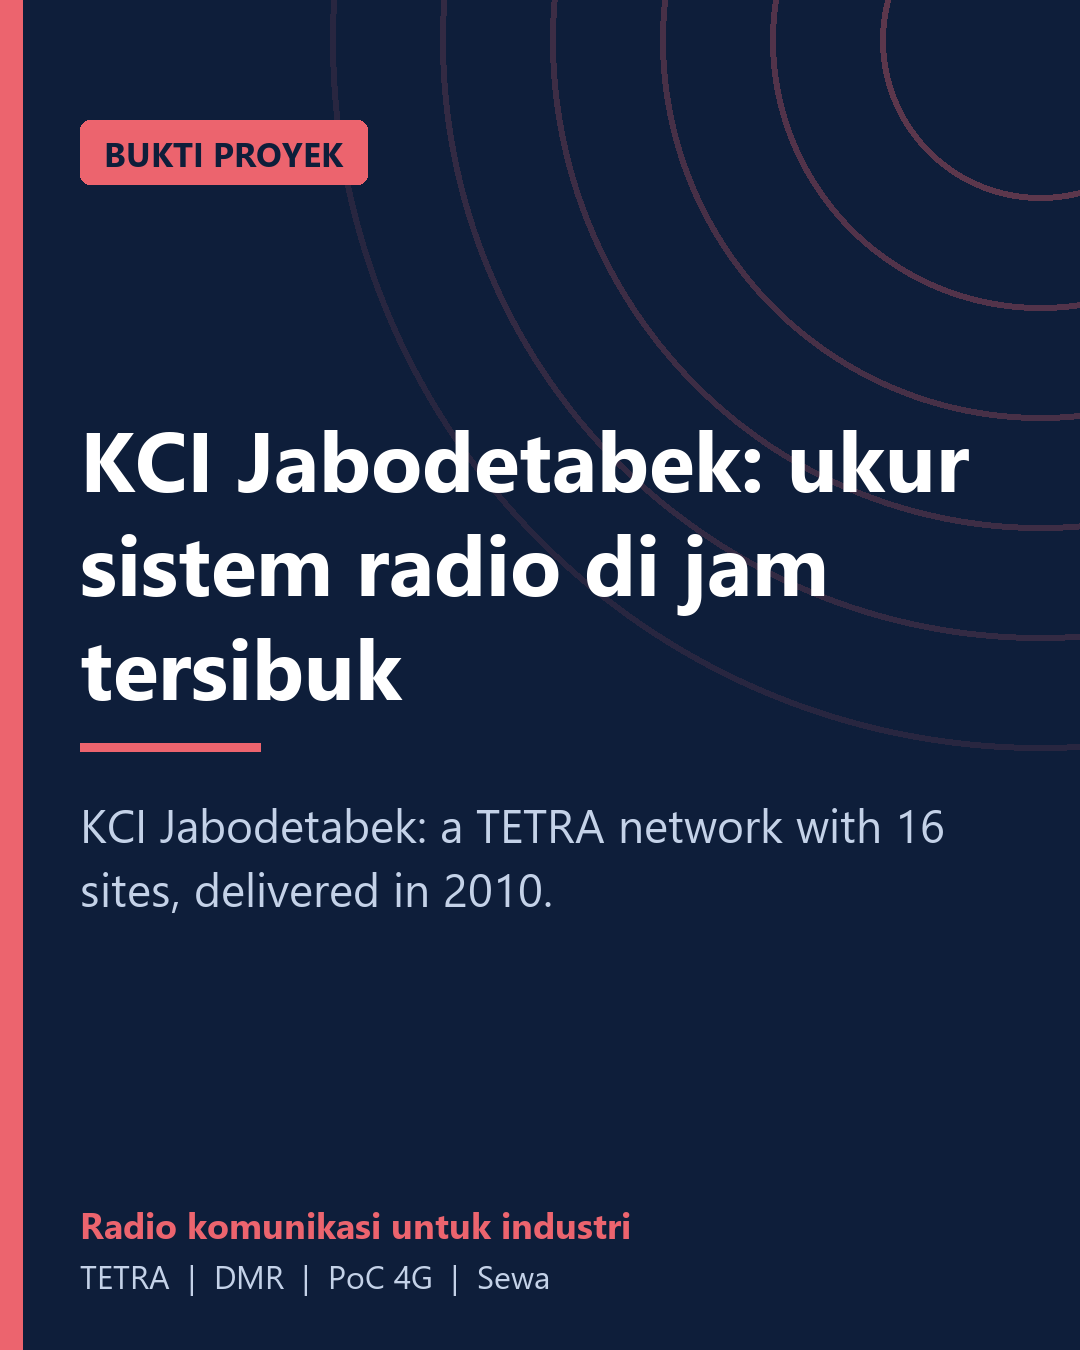 BUKTI PROYEK
KCI Jabodetabek: ukur
sistem radio di jam
tersibuk
KCI Jabodetabek: a TETRA network with 16
sites, delivered in 2010.
Radio komunikasi untuk industri
TETRA | DMR | PoC 4G | Sewa